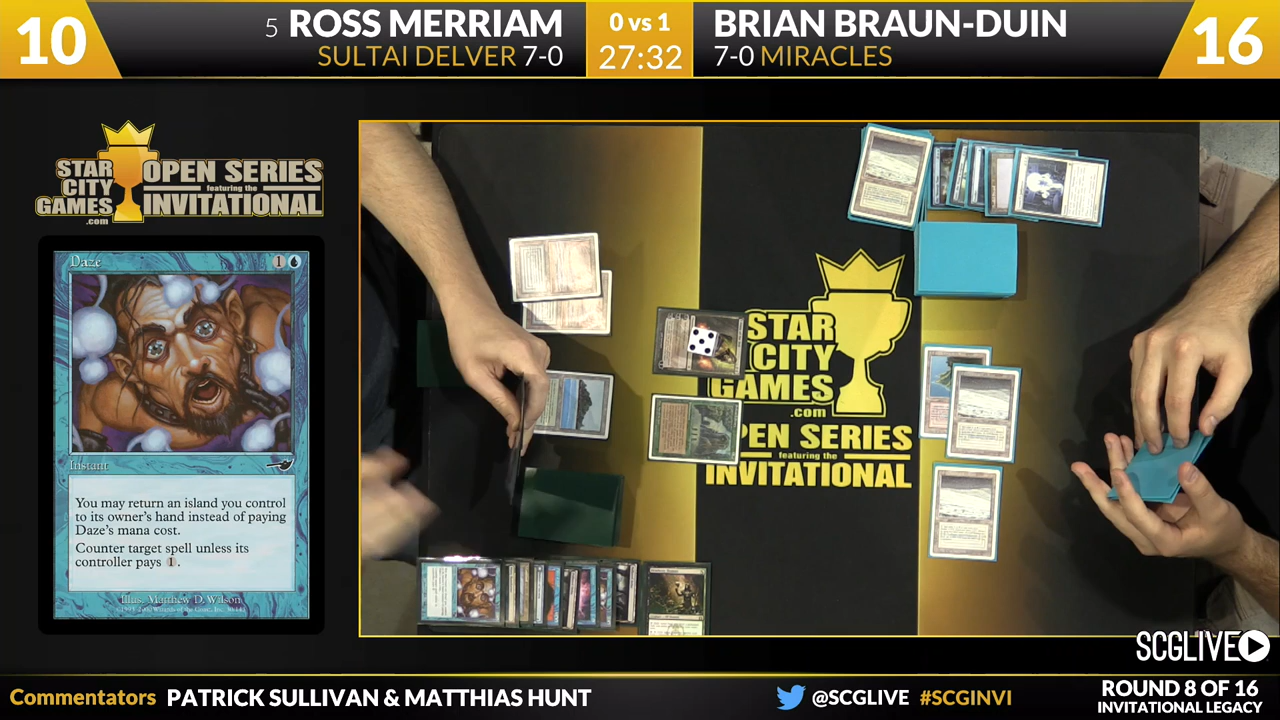 10
5 ROSS MERRIAM
SULTAI DELVER 7-0
0 vs 1
27:32
BRIAN BRAUN-DUIN
7-0 MIRACLES
16
STAR
CITY
GAMES
.com
OPEN SERIES
featuring the
INVITATIONAL
Daze 1
Instant
You may return an island you control
to its owner's hand instead of paying
Daze's mana cost.
Counter target spell unless its
controller pays 1.
Illus. Matthew D. Wilson
STAR
CITY
GAMES
.com
PEN SERIES
featuring the
INVITATIONAL
SCGLIVE
Commentators PATRICK SULLIVAN & MATTHIAS HUNT
@SCGLIVE #SCGINVI
ROUND 8 OF 16
INVITATIONAL LEGACY